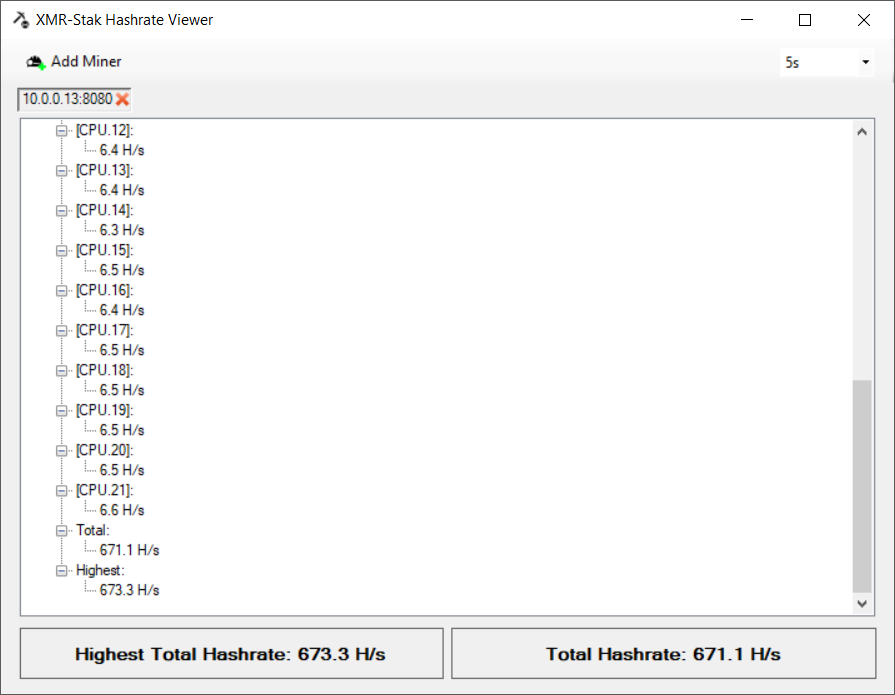 XMR-Stak Hashrate Viewer
Add Miner
5s
10.0.0.13:8080
[CPU.12]:
6.4 H/s
[CPU.13]:
6.4 H/s
[CPU.14]:
6.3 H/s
[CPU.15]:
6.5 H/s
[CPU.16]:
6.4 H/s
[CPU.17]:
6.5 H/s
[CPU.18]:
6.5 H/s
[CPU.19]:
6.5 H/s
[CPU.20]:
6.5 H/s
[CPU.21]:
6.6 H/s
Total:
671.1 H/s
Highest:
673.3 H/s
Highest Total Hashrate: 673.3 H/s
Total Hashrate: 671.1 H/s